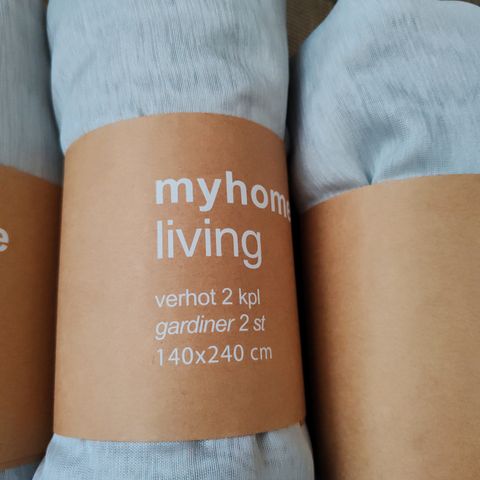 myhome
living
verhot 2 kpl
gardiner 2 st
140x240 cm
e